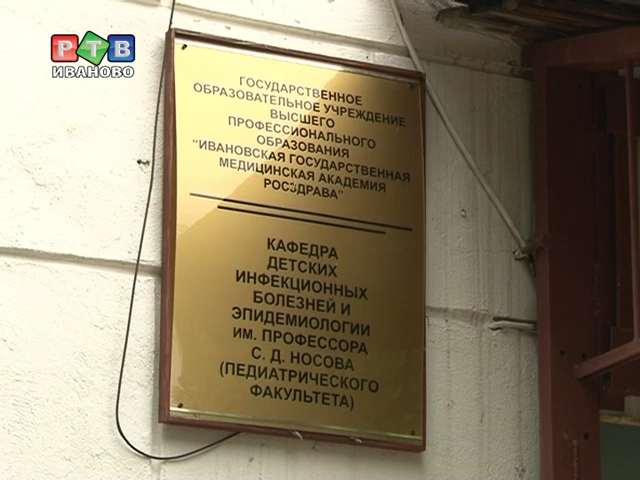 РТВ
ИВАНОВО
ГОСУДАРСТВЕННОЕ
ОБРАЗОВАТЕЛЬНОЕ УЧРЕЖДЕНИЕ
ВЫСШЕГО
ПРОФЕССИОНАЛЬНОГО
ОБРАЗОВАНИЯ
"ИВАНОВСКАЯ ГОСУДАРСТВЕННАЯ
МЕДИЦИНСКАЯ АКАДЕМИЯ
РОСЗДРАВА"
КАФЕДРА
ДЕТСКИХ
ИНФЕКЦИОННЫХ
БОЛЕЗНЕЙ И
ЭПИДЕМИОЛОГИИ
ИМ. ПРОФЕССОРА
С. Д. НОСОВА
(ПЕДИАТРИЧЕСКОГО
ФАКУЛЬТЕТА)